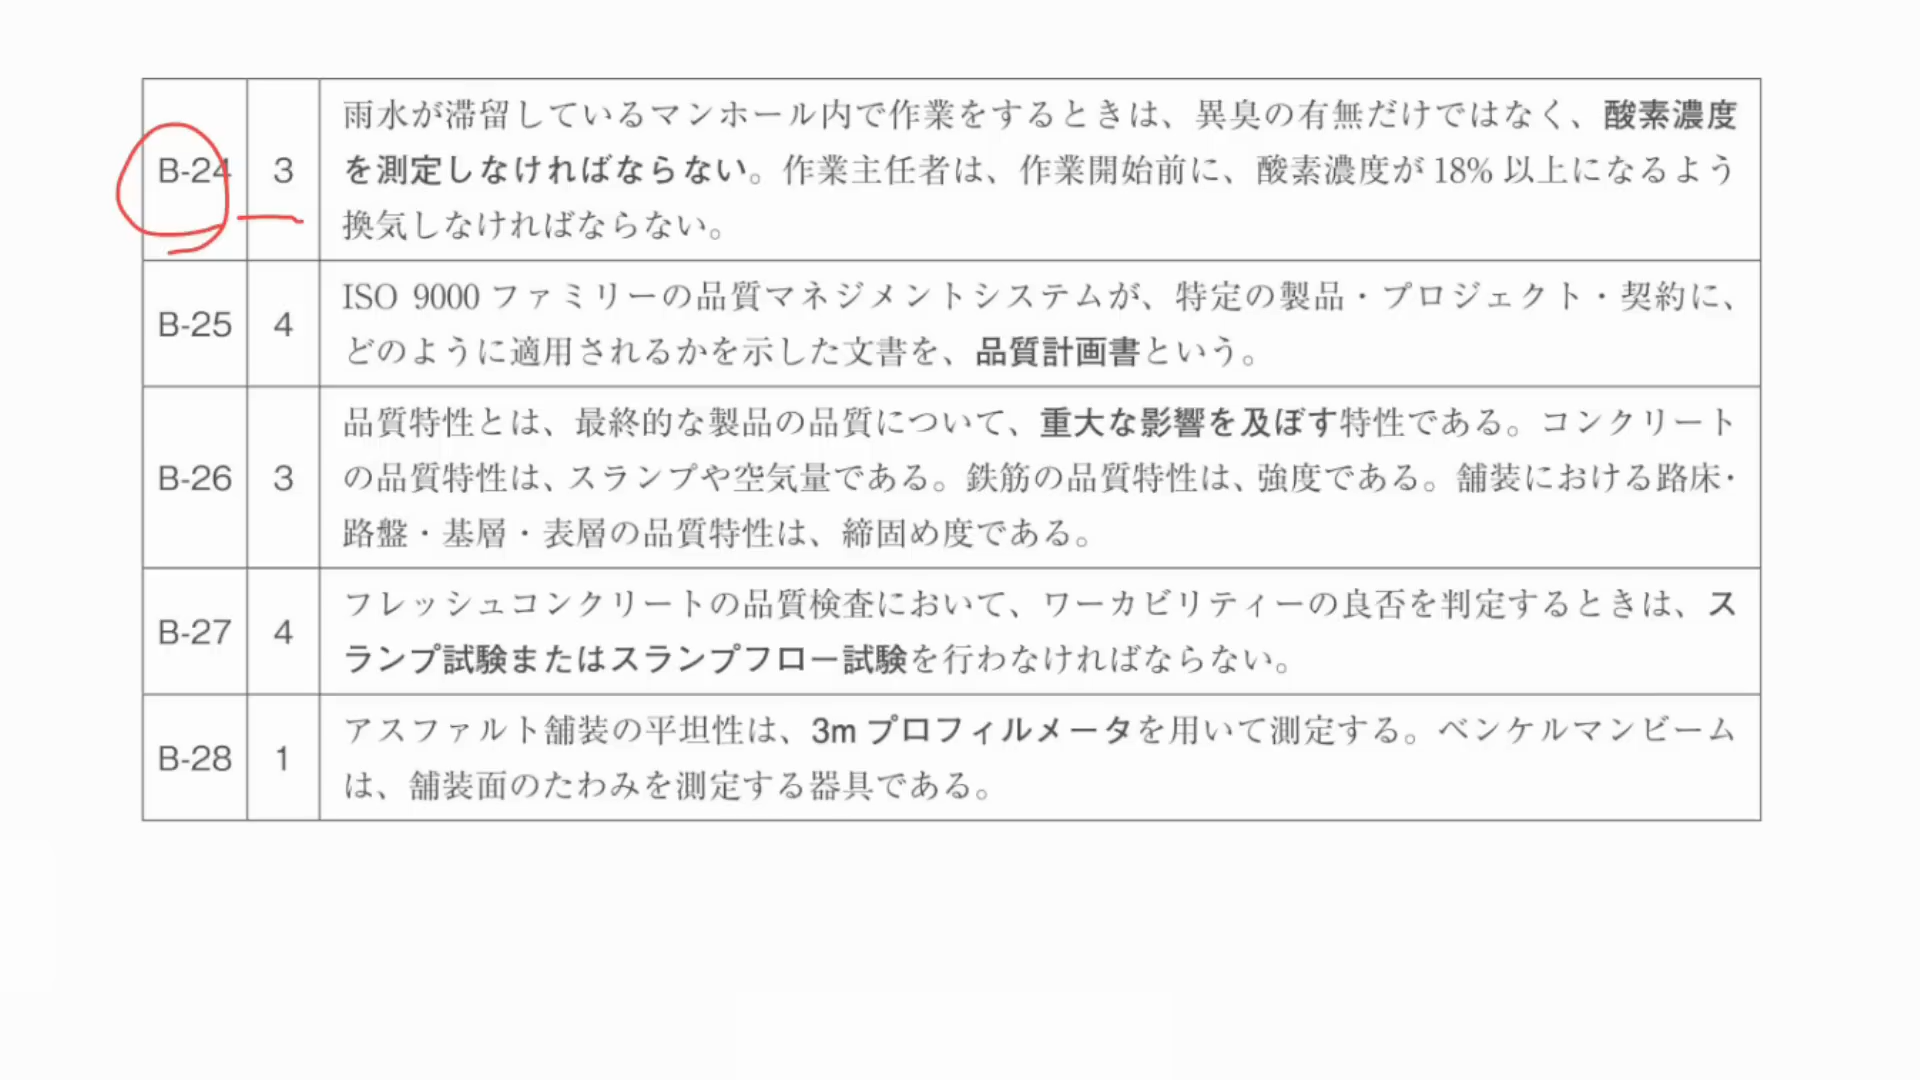 雨水が滞留しているマンホール内で作業をするときは、異臭の有無だけではなく、酸素濃度
B-24 3 を測定しなければならない。作業主任者は、作業開始前に、酸素濃度が 18% 以上になるよう
換気しなければならない。
ISO 9000 ファミリーの品質マネジメントシステムが、特定の製品・プロジェクト・契約に、
B-25 4
どのように適用されるかを示した文書を、品質計画書という。
品質特性とは、最終的な製品の品質について、重大な影響を及ぼす特性である。コンクリート
B-26 3 の品質特性は、スランプや空気量である。鉄筋の品質特性は、強度である。舗装における路床・
路盤・基層・表層の品質特性は、締固め度である。
フレッシュコンクリートの品質検査において、ワーカビリティーの良否を判定するときは、ス
B-27 4
ランプ試験またはスランプフロー試験を行わなければならない。
アスファルト舗装の平坦性は、3m プロフィルメータを用いて測定する。ベンケルマンビーム
B-28 1
は、舗装面のたわみを測定する器具である。